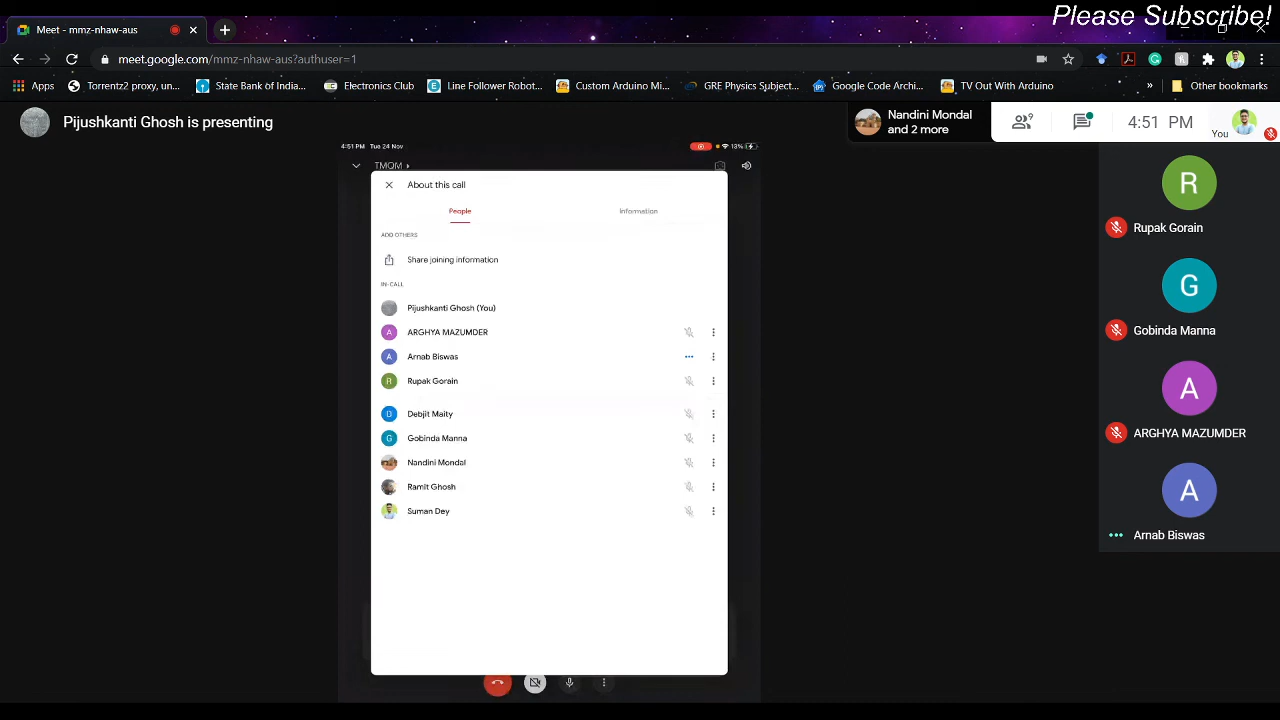 Please Subscribe!
Meet - mmz-nhaw-aus
meet.google.com/mmz-nhaw-aus?authuser=1
Apps
Torrentz2 proxy, un...
State Bank of India...
Electronics Club
Line Follower Robot...
Custom Arduino Mi...
GRE Physics Subject...
Google Code Archi...
TV Out With Arduino
»
Other bookmarks
Pijushkanti Ghosh is presenting
Nandini Mondal
and 2 more
9
4:51 PM
You
4:51 PM Tue 24 Nov
13%
TMQM
About this call
People
Information
ADD OTHERS
Share joining information
IN-CALL
Pijushkanti Ghosh (You)
A
ARGHYA MAZUMDER
A
Arnab Biswas
R
Rupak Gorain
D
Debjit Maity
G
Gobinda Manna
Nandini Mondal
Ramit Ghosh
Suman Dey
R
Rupak Gorain
G
Gobinda Manna
A
ARGHYA MAZUMDER
A
Arnab Biswas